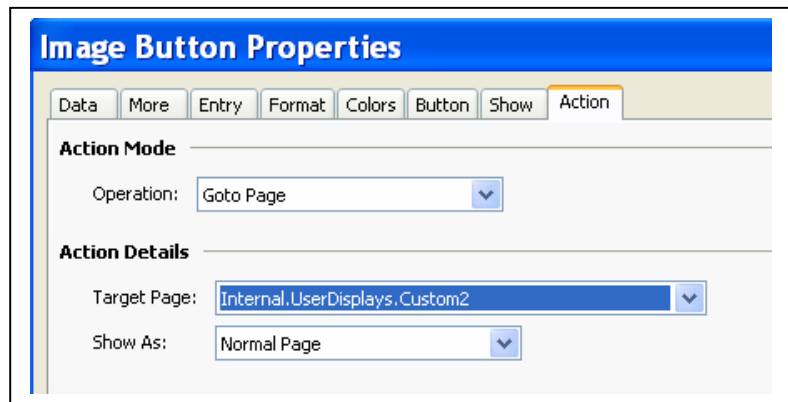 Image Button Properties
Data More Entry Format Colors Button Show Action
Action Mode
Operation: Goto Page
Action Details
Target Page: Internal.UserDisplays.Custom2
Show As: Normal Page